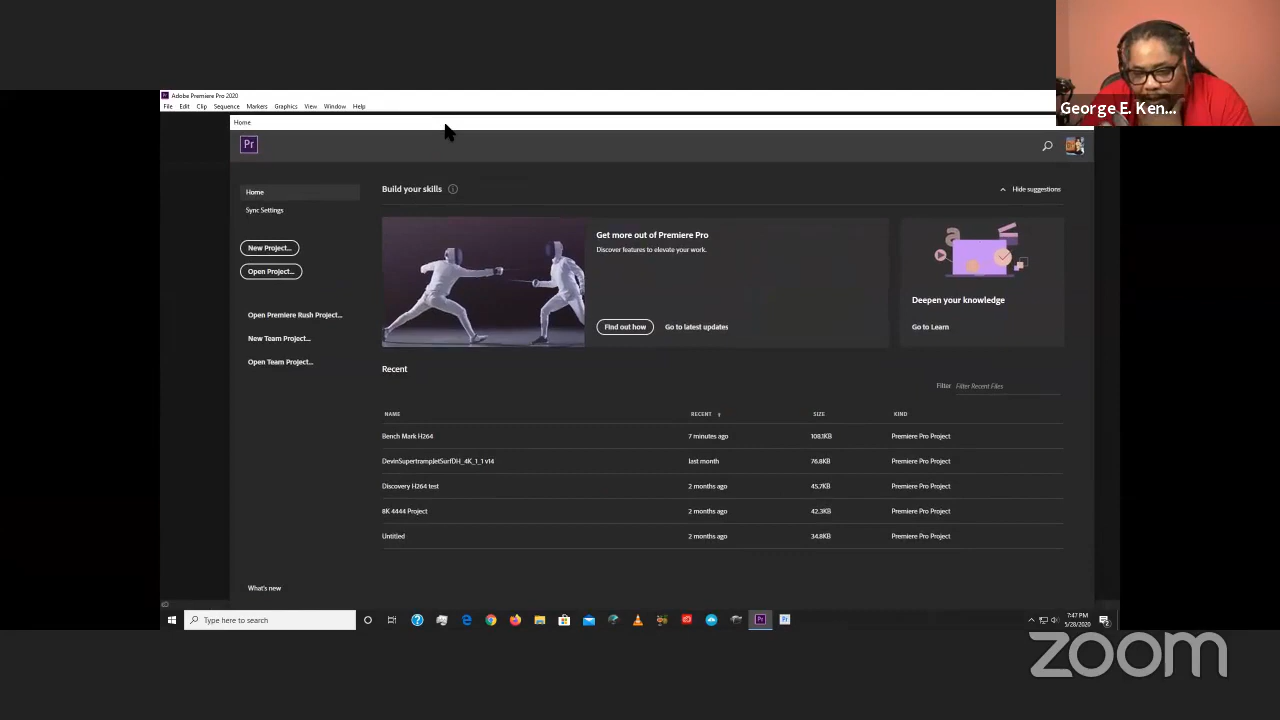 Adobe Premiere Pro 2020
File Edit Clip Sequence Markers Graphics View Window Help
George E. Ken...
Home
Pr
Build your skills
Hide suggestions
Home
Sync Settings
New Project...
Open Project...
Open Premiere Rush Project...
New Team Project...
Open Team Project...
What's new
Get more out of Premiere Pro
Discover features to elevate your work.
Find out how Go to latest updates
Deepen your knowledge
Go to Learn
Recent
Filter Filter Recent Files
NAME RECENT SIZE KIND
Bench Mark H264 7 minutes ago 108.1KB Premiere Pro Project
DevinSupertrampJetSurfDH_4K_1_1 v14 last month 76.8KB Premiere Pro Project
Discovery H264 test 2 months ago 45.7KB Premiere Pro Project
8K 4444 Project 2 months ago 42.3KB Premiere Pro Project
Untitled 2 months ago 34.8KB Premiere Pro Project
Type here to search
7:47 PM
5/28/2020
zoom